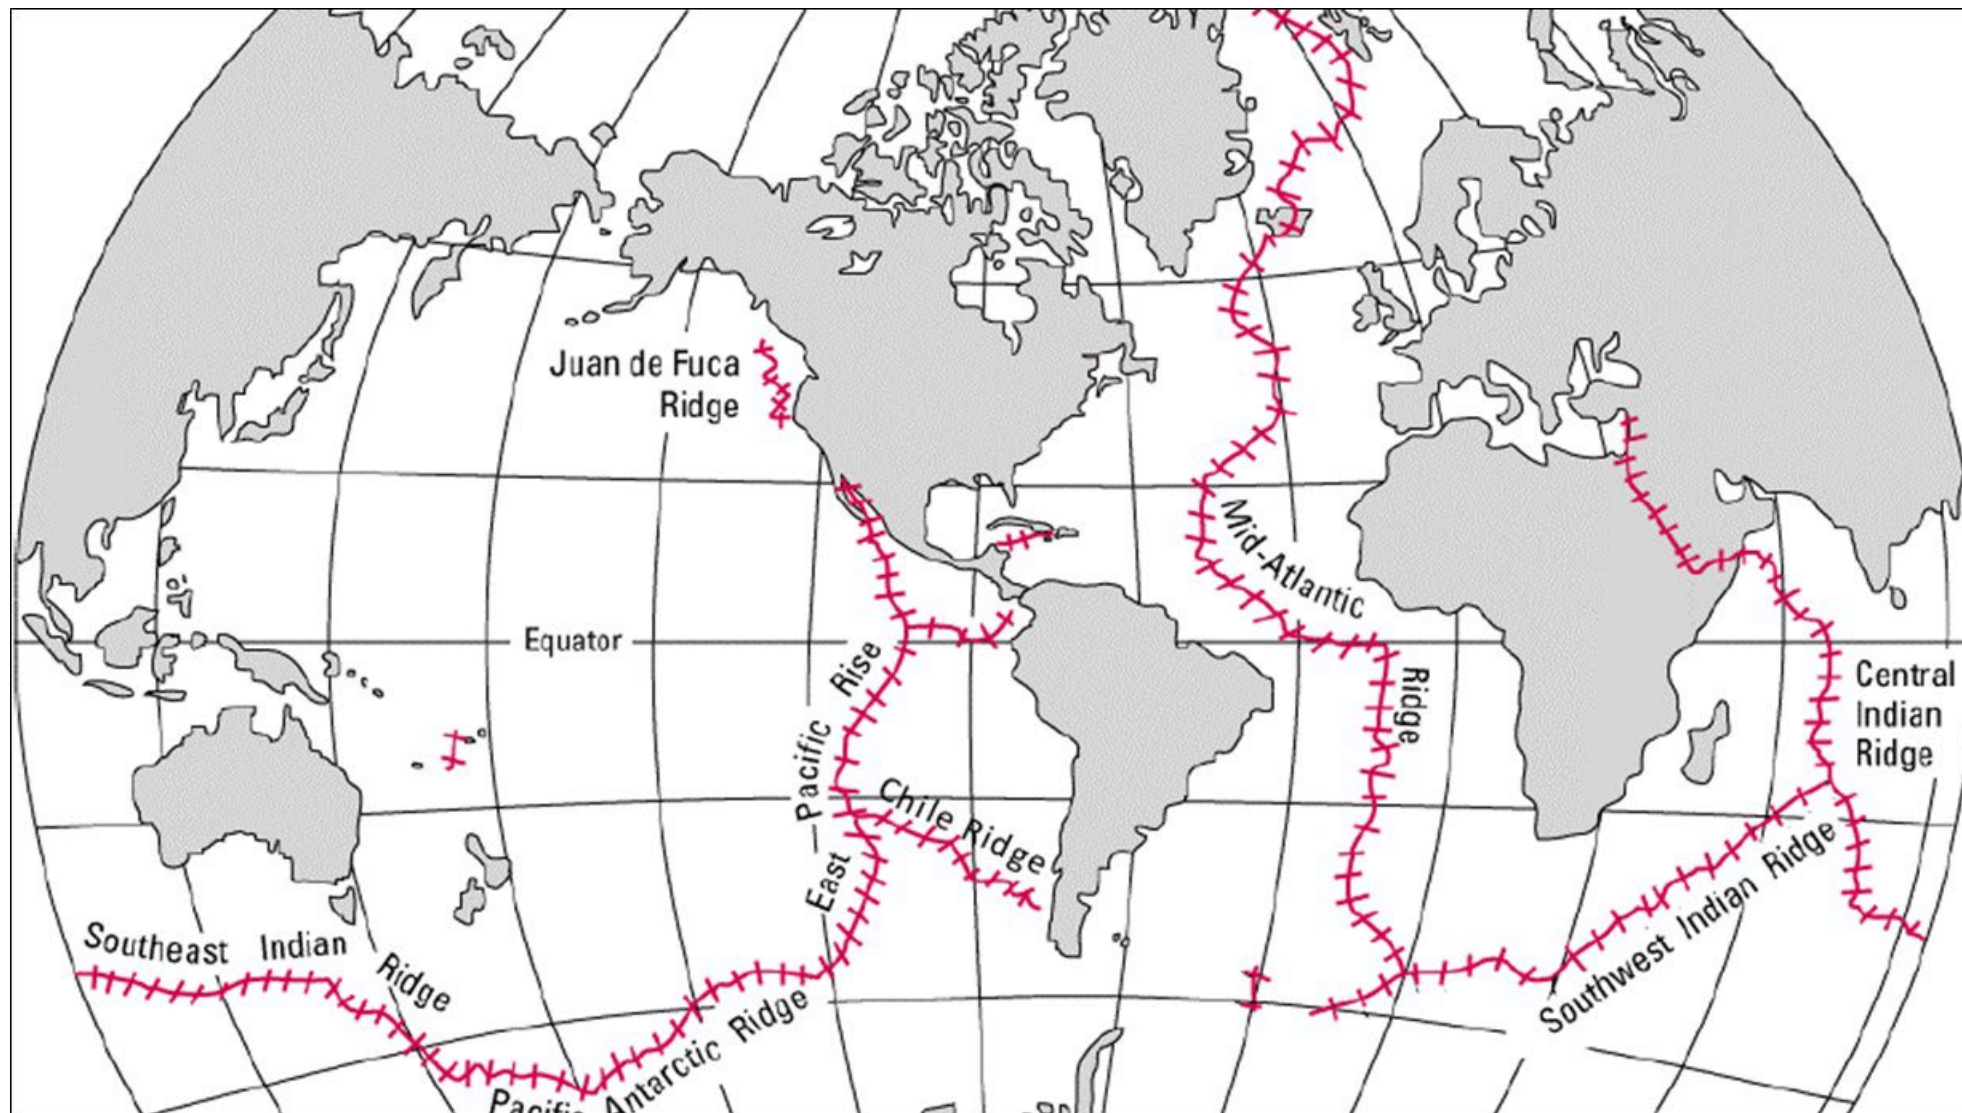 Juan de Fuca
Ridge
Mid-Atlantic
Ridge
Equator
East Pacific Rise
Chile Ridge
Central
Indian
Ridge
Southeast Indian Ridge
Southwest Indian Ridge
Pacific Antarctic Ridge